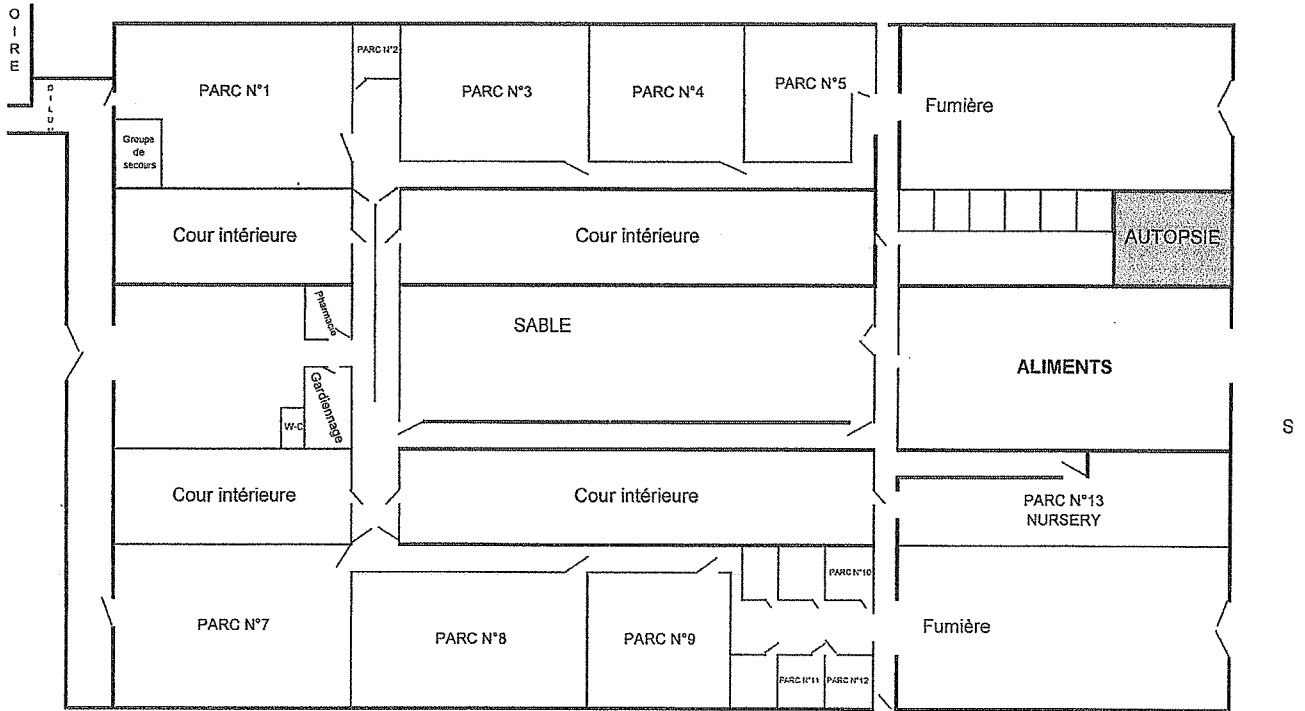 O
I
R
E
PARC N°1
PARC N°2
PARC N°3
PARC N°4
PARC N°5
Fumière
Groupe
de
secours
Cour intérieure
Cour intérieure
AUTOPSIE
Pharmacie
SABLE
ALIMENTS
Gardiennage
W-C
S
Cour intérieure
Cour intérieure
PARC N°13
NURSERY
PARC N°10
PARC N°7
PARC N°8
PARC N°9
Fumière
PARC N°11
PARC N°12